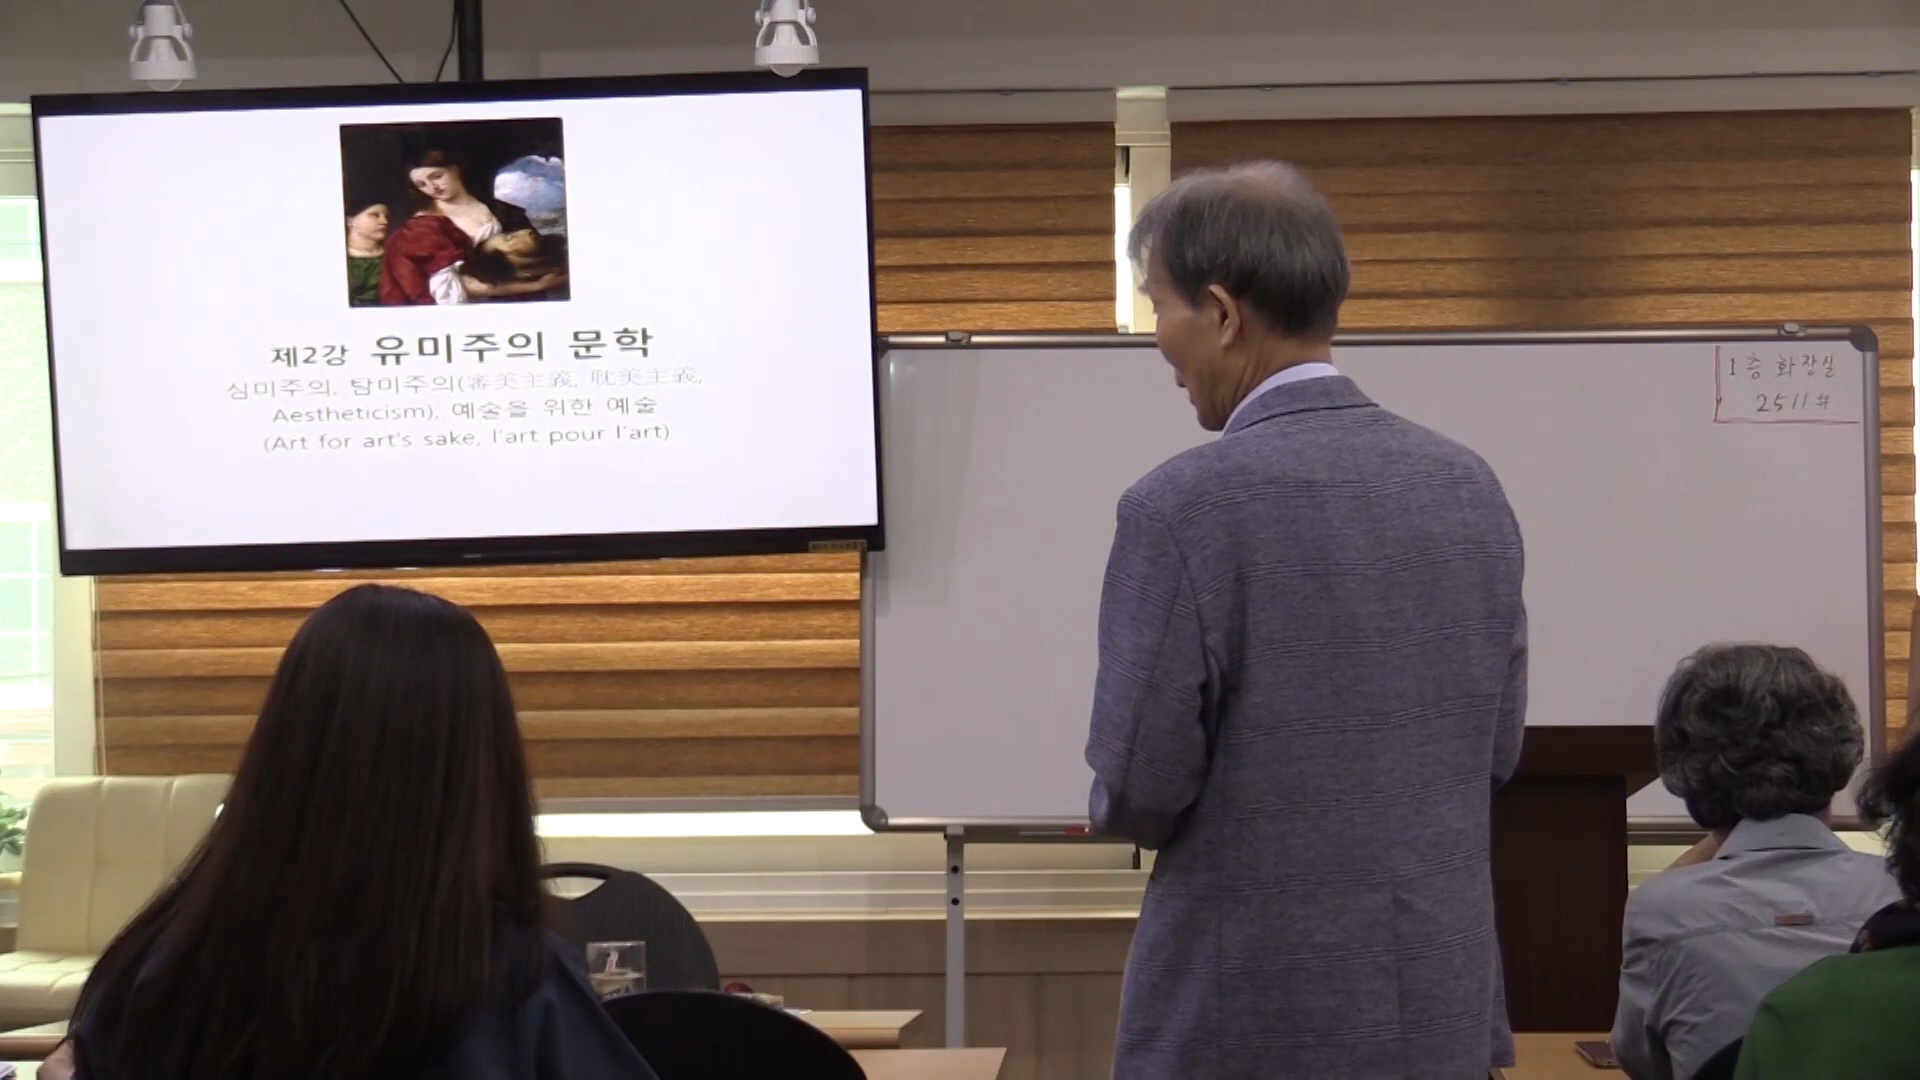 제2강 유미주의 문학
심미주의, 탐미주의(審美主義, 耽美主義,
Aestheticism), 예술을 위한 예술
(Art for art's sake, l'art pour l'art)
1층 화장실
2511#